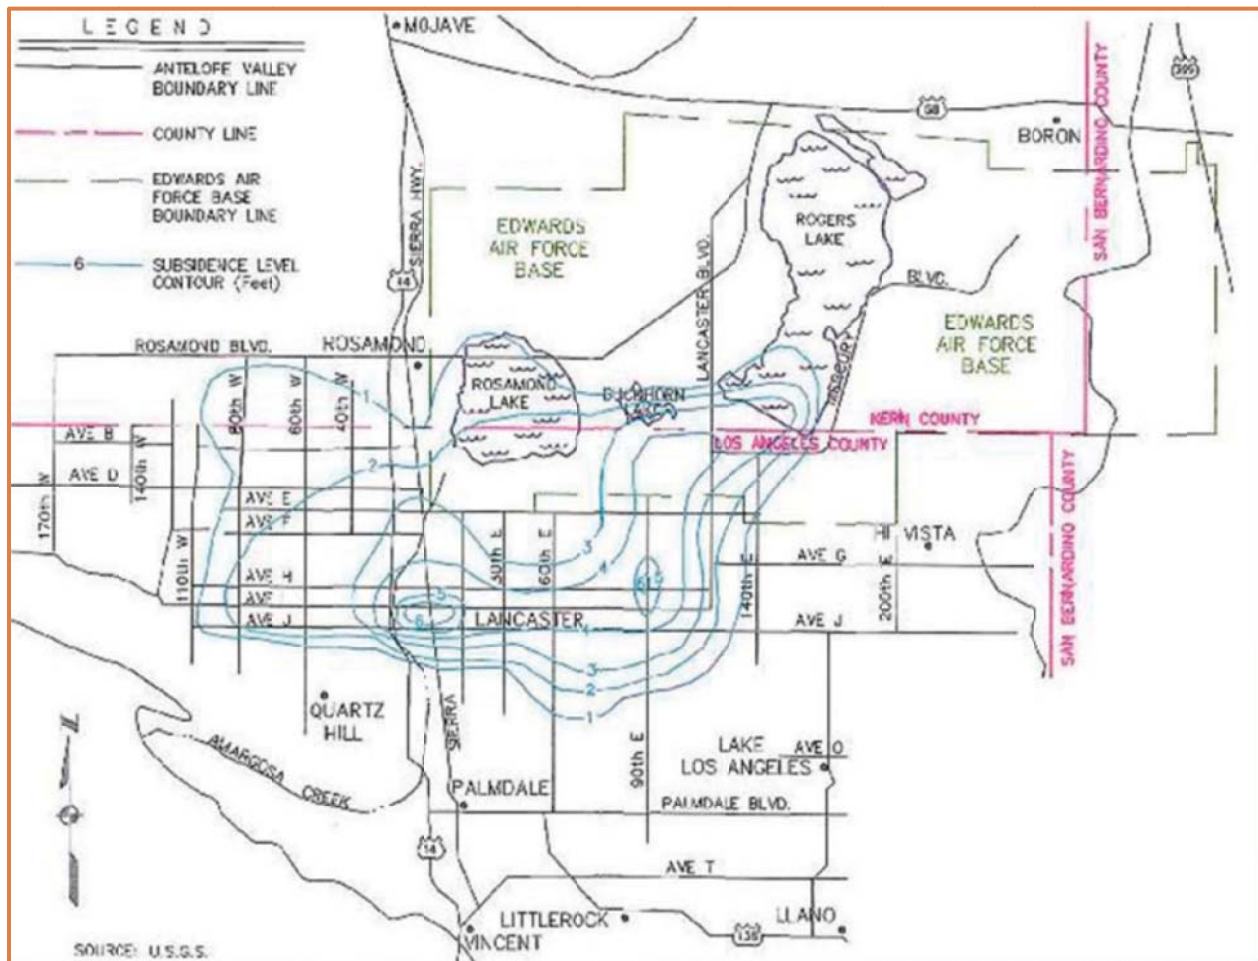 LEGEND
ANTELOPE VALLEY
BOUNDARY LINE
COUNTY LINE
EDWARDS AIR
FORCE BASE
BOUNDARY LINE
6
SUBSIDENCE LEVEL
CONTOUR (Feet)
MOJAVE
58
395
BORON
SAN BERNARDINO COUNTY
SIERRA HWY.
14
EDWARDS
AIR FORCE
BASE
ROGERS
LAKE
LANCASTER BLVD.
BLVD.
EDWARDS
AIR FORCE
BASE
ROSAMOND BLVD.
ROSAMOND
ROSAMOND
LAKE
BUCKHORN
LAKE
80th W
60th W
40th W
1
KERN COUNTY
LOS ANGELES COUNTY
AVE B
140th W
2
AVE D
170th W
AVE E
AVE F
110th W
AVE H
AVE J
30th E
60th E
3
4
5
6
5
6
LANCASTER
4
3
2
1
140th E
AVE G
HI VISTA
200th E
AVE J
SAN BERNARDINO COUNTY
QUARTZ
HILL
SIERRA
AMARGOSA
CREEK
PALMDALE
90th E
LAKE
LOS ANGELES
AVE O
PALMDALE BLVD.
14
AVE T
LITTLEROCK
LLANO
138
VINCENT
SOURCE: U.S.G.S.